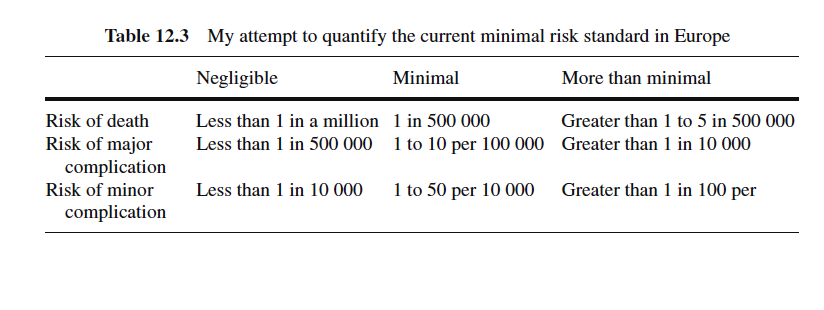 Table 12.3 My attempt to quantify the current minimal risk standard in Europe
Negligible Minimal More than minimal
Risk of death Less than 1 in a million 1 in 500 000 Greater than 1 to 5 in 500 000
Risk of major Less than 1 in 500 000 1 to 10 per 100 000 Greater than 1 in 10 000
complication
Risk of minor Less than 1 in 10 000 1 to 50 per 10 000 Greater than 1 in 100 per
complication